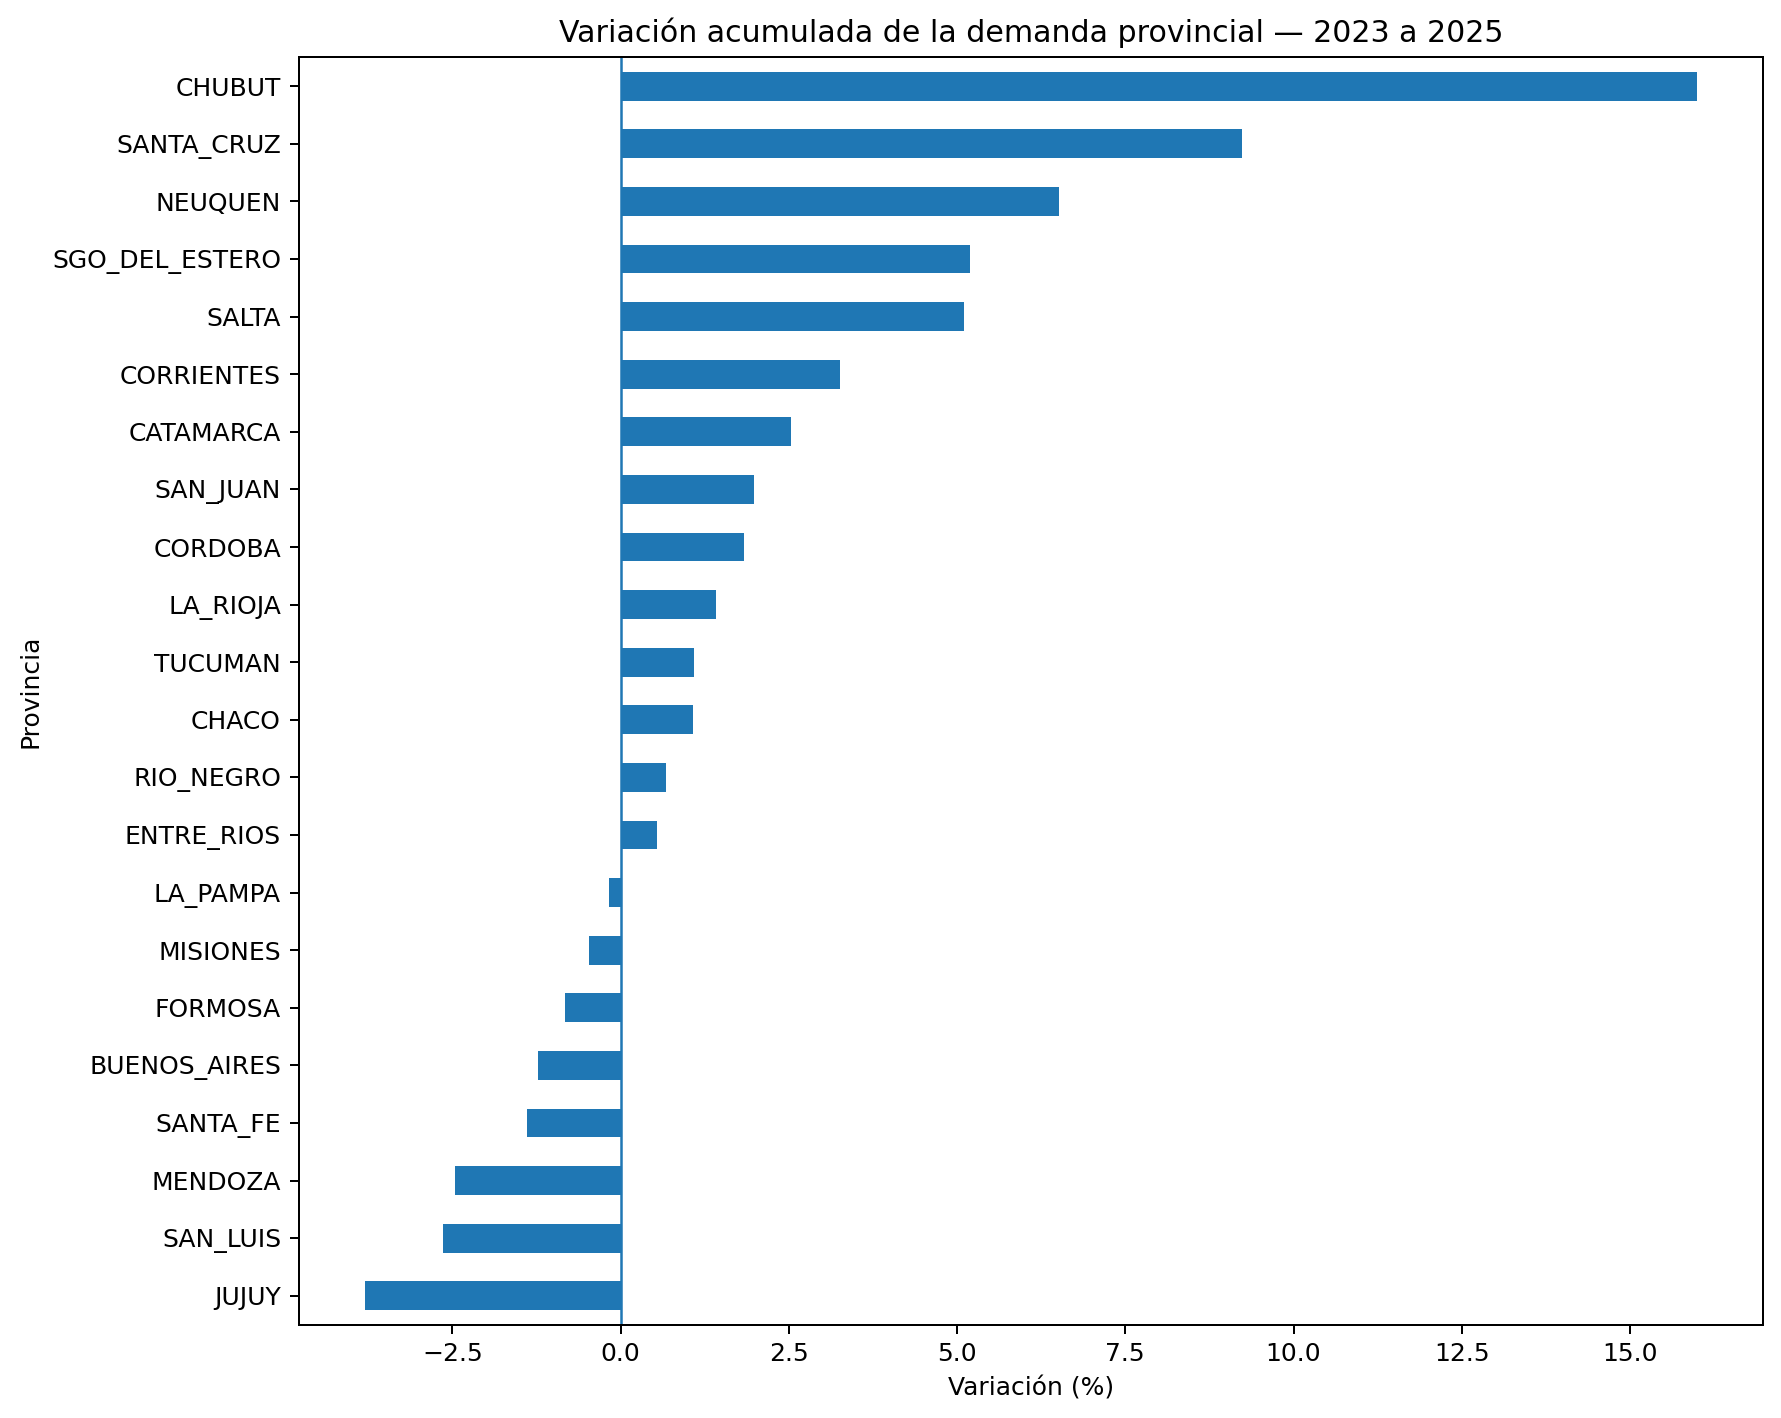 Variación acumulada de la demanda provincial — 2023 a 2025
CHUBUT
SANTA_CRUZ
NEUQUEN
SGO_DEL_ESTERO
SALTA
CORRIENTES
CATAMARCA
SAN_JUAN
CORDOBA
LA_RIOJA
TUCUMAN
CHACO
RIO_NEGRO
ENTRE_RIOS
LA_PAMPA
MISIONES
FORMOSA
BUENOS_AIRES
SANTA_FE
MENDOZA
SAN_LUIS
JUJUY
Provincia
−2.5 0.0 2.5 5.0 7.5 10.0 12.5 15.0
Variación (%)